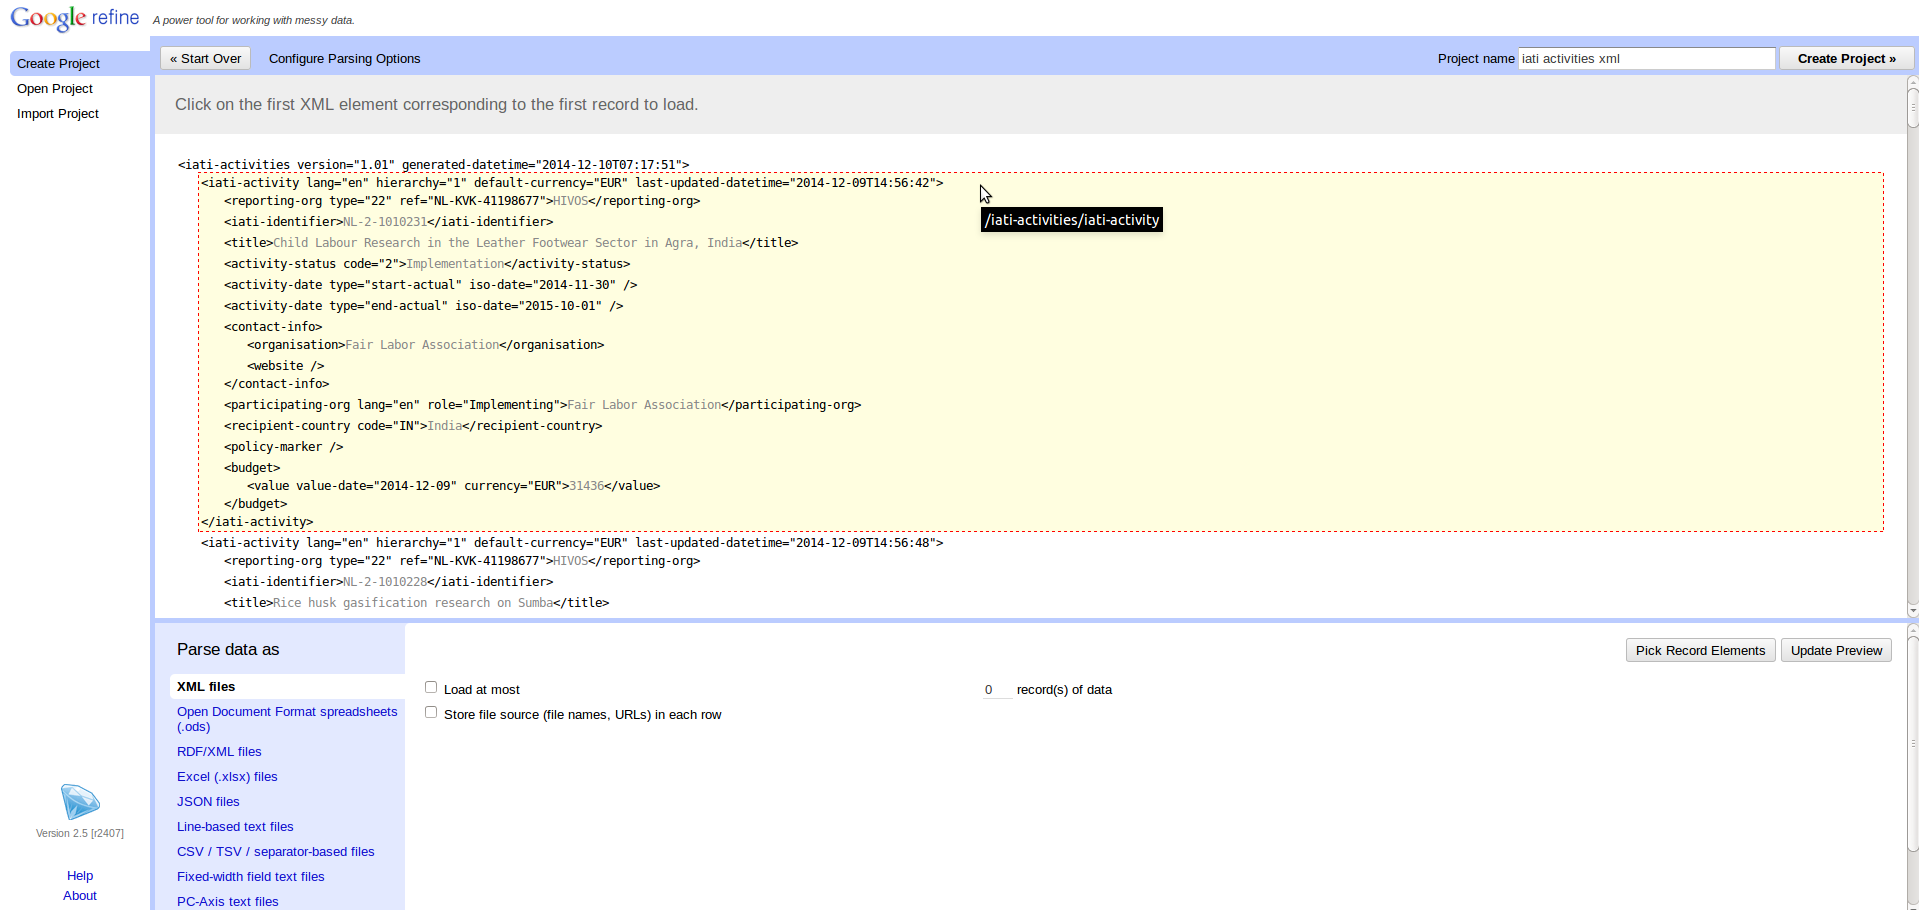 Google refine A power tool for working with messy data.
Create Project
Open Project
Import Project
« Start Over Configure Parsing Options Project name iati activities xml Create Project »
Click on the first XML element corresponding to the first record to load.
<iati-activities version="1.01" generated-datetime="2014-12-10T07:17:51">
<iati-activity lang="en" hierarchy="1" default-currency="EUR" last-updated-datetime="2014-12-09T14:56:42">
<reporting-org type="22" ref="NL-KVK-41198677">HIVOS</reporting-org>
/iati-activities/iati-activity
<iati-identifier>NL-2-1010231</iati-identifier>
<title>Child Labour Research in the Leather Footwear Sector in Agra, India</title>
<activity-status code="2">Implementation</activity-status>
<activity-date type="start-actual" iso-date="2014-11-30" />
<activity-date type="end-actual" iso-date="2015-10-01" />
<contact-info>
<organisation>Fair Labor Association</organisation>
<website />
</contact-info>
<participating-org lang="en" role="Implementing">Fair Labor Association</participating-org>
<recipient-country code="IN">India</recipient-country>
<policy-marker />
<budget>
<value value-date="2014-12-09" currency="EUR">31436</value>
</budget>
</iati-activity>
<iati-activity lang="en" hierarchy="1" default-currency="EUR" last-updated-datetime="2014-12-09T14:56:48">
<reporting-org type="22" ref="NL-KVK-41198677">HIVOS</reporting-org>
<iati-identifier>NL-2-1010228</iati-identifier>
<title>Rice husk gasification research on Sumba</title>
Parse data as
XML files
Open Document Format spreadsheets
(.ods)
RDF/XML files
Excel (.xlsx) files
JSON files
Line-based text files
CSV / TSV / separator-based files
Fixed-width field text files
PC-Axis text files
Pick Record Elements Update Preview
Load at most 0 record(s) of data
Store file source (file names, URLs) in each row
Version 2.5 [r2407]
Help
About